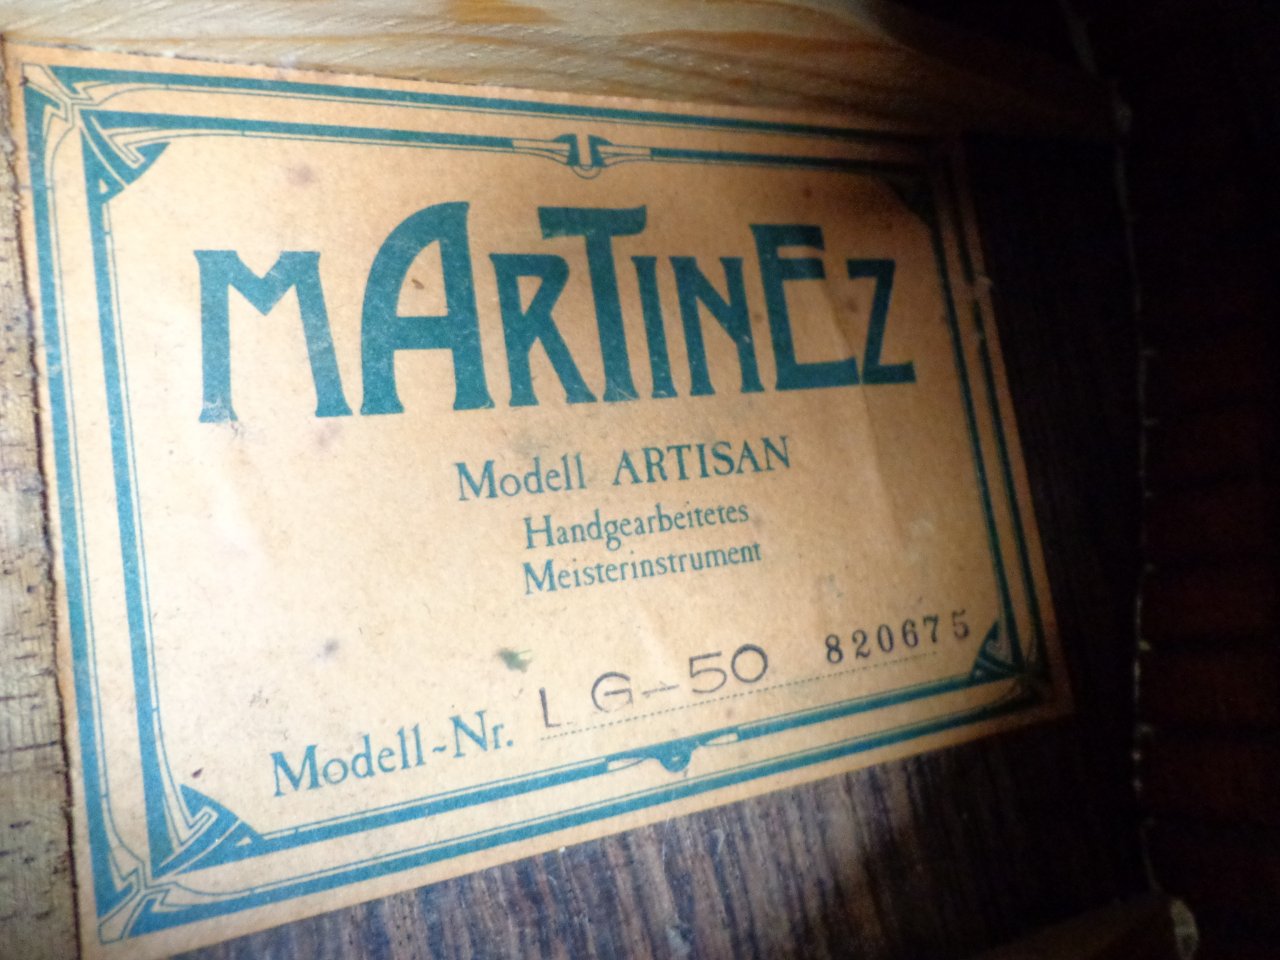 MARTINEZ
Modell ARTISAN
Handgearbeitetes
Meisterinstrument
Modell-Nr. LG-50 820675